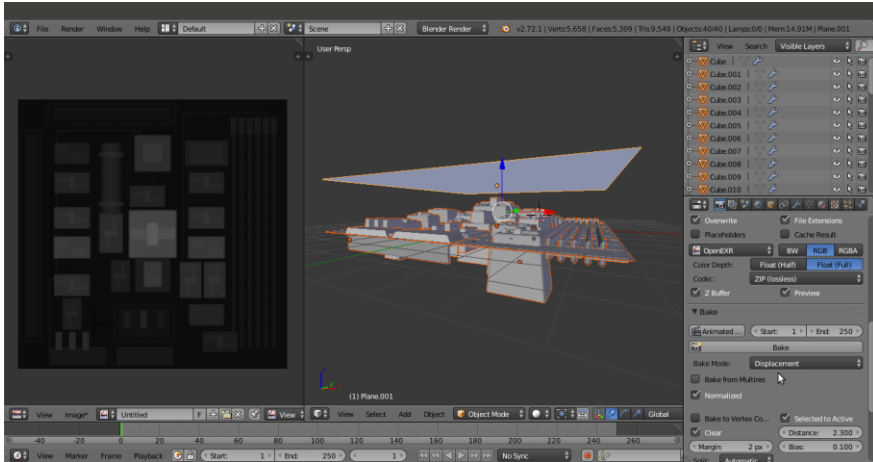 File Render Window Help Default Scene Blender Render v2.72.1 | Verts:5,658 | Faces:5,309 | Tris:9,548 | Objects:40/40 | Lamps:0/0 | Mem:14.91M | Plane.001
User Persp
View Search Visible Layers
Cube
Cube.001
Cube.002
Cube.003
Cube.004
Cube.005
Cube.006
Cube.007
Cube.008
Cube.009
Cube.010
Overwrite File Extensions
Placeholders Cache Result
OpenEXR BW RGB RGBA
Color Depth: Float (Half) Float (Full)
Codec: ZIP (lossless)
Z Buffer Preview
Bake
Animated ... Start: 1 End: 250
Bake
Bake Mode: Displacement
Bake from Multires
Normalized
Bake to Vertex Co... Selected to Active
Clear Distance: 2.300
Margin: 2 px Bias: 0.100
Split: Automatic
(1) Plane.001
View Image* Untitled F View View Select Add Object Object Mode Global
-40 -20 0 20 40 60 80 100 120 140 160 180 200 220 240 260
View Marker Frame Playback Start: 1 End: 250 1 No Sync